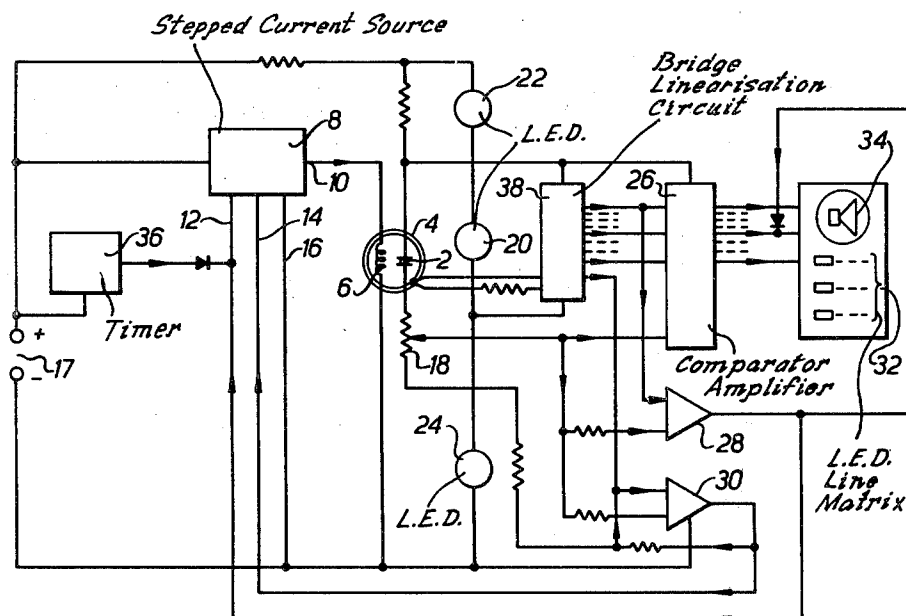 Stepped Current Source
22
Bridge
Linearisation
Circuit
8
L.E.D.
10
34
38
26
12
14
4
36
16
2
20
6
Timer
32
+
17
-
18
Comparator
Amplifier
24
28
L.E.D.
Line
Matrix
L.E.D.
30